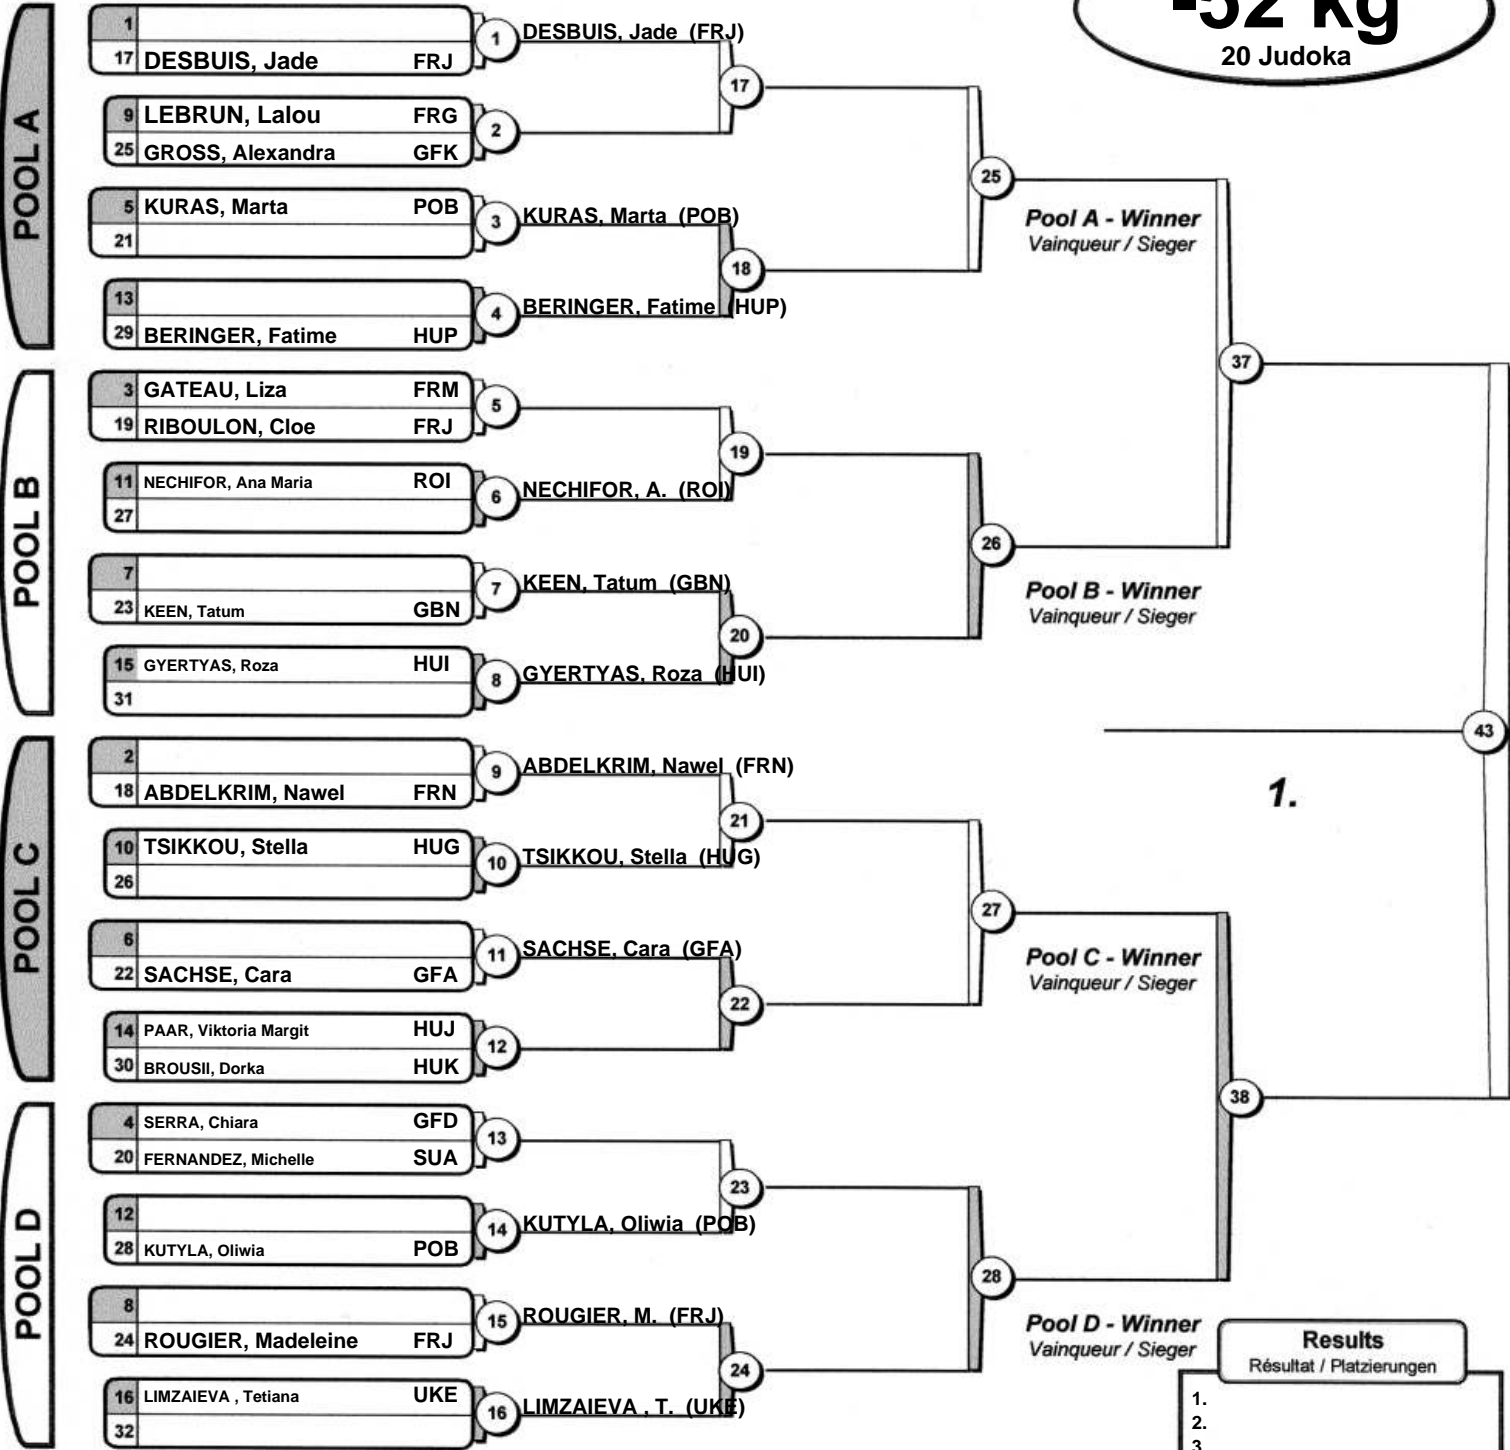 -52 kg
20 Judoka
POOL A
1
17 DESBUIS, Jade FRJ
1 DESBUIS, Jade (FRJ)
17
9 LEBRUN, Lalou FRG
25 GROSS, Alexandra GFK
2
25
5 KURAS, Marta POB
21
3 KURAS, Marta (POB)
Pool A - Winner
Vainqueur / Sieger
18
13
29 BERINGER, Fatime HUP
4 BERINGER, Fatime (HUP)
37
POOL B
3 GATEAU, Liza FRM
19 RIBOULON, Cloe FRJ
5
19
11 NECHIFOR, Ana Maria ROI
27
6 NECHIFOR, A. (ROI)
26
7
23 KEEN, Tatum GBN
7 KEEN, Tatum (GBN)
Pool B - Winner
Vainqueur / Sieger
20
15 GYERTYAS, Roza HUI
31
8 GYERTYAS, Roza (HUI)
43
1.
POOL C
2
18 ABDELKRIM, Nawel FRN
9 ABDELKRIM, Nawel (FRN)
21
10 TSIKKOU, Stella HUG
26
10 TSIKKOU, Stella (HUG)
27
6
22 SACHSE, Cara GFA
11 SACHSE, Cara (GFA)
Pool C - Winner
Vainqueur / Sieger
22
14 PAAR, Viktoria Margit HUJ
30 BROUSII, Dorka HUK
12
38
POOL D
4 SERRA, Chiara GFD
20 FERNANDEZ, Michelle SUA
13
23
12
28 KUTYLA, Oliwia POB
14 KUTYLA, Oliwia (POB)
28
8
24 ROUGIER, Madeleine FRJ
15 ROUGIER, M. (FRJ)
Pool D - Winner
Vainqueur / Sieger
24
16 LIMZAIEVA , Tetiana UKE
32
16 LIMZAIEVA , T. (UKE)
Results
Résultat / Platzierungen
1.
2.
3